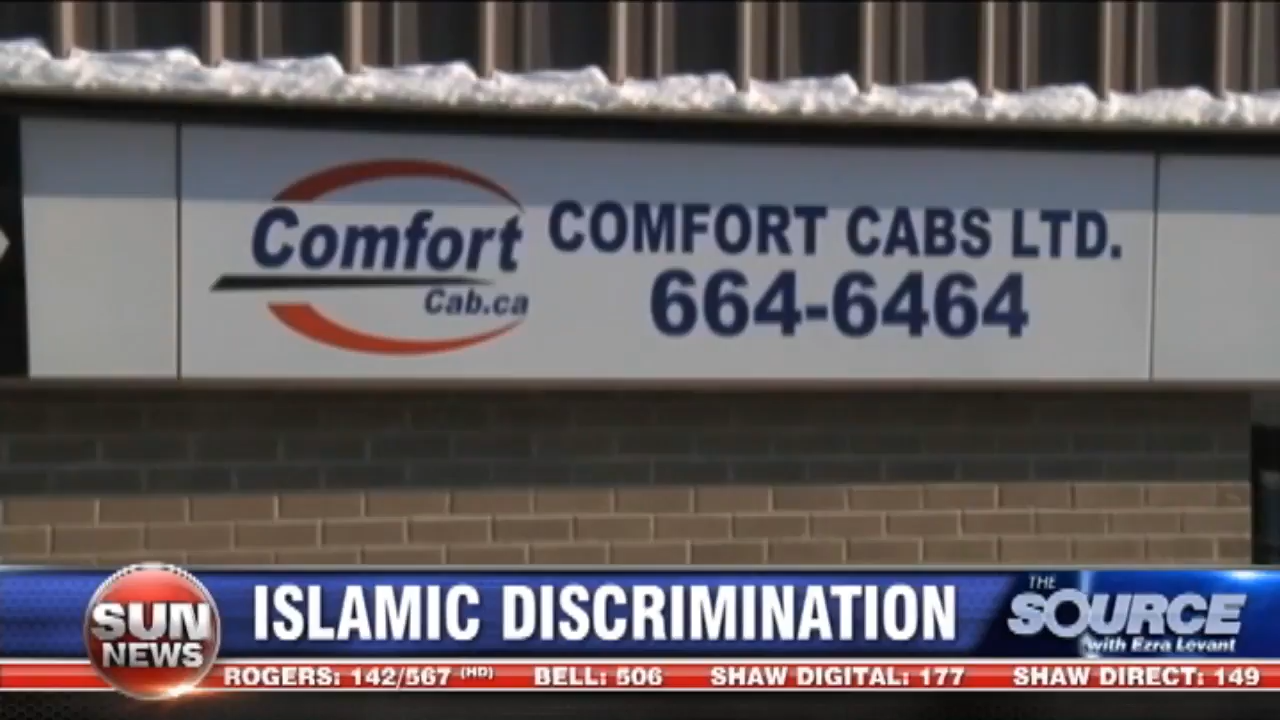 Comfort
Cab.ca
COMFORT CABS LTD.
664-6464
SUN
NEWS
ISLAMIC DISCRIMINATION
THE
SOURCE
with Ezra Levant
ROGERS: 142/567 (HD) BELL: 506 SHAW DIGITAL: 177 SHAW DIRECT: 149